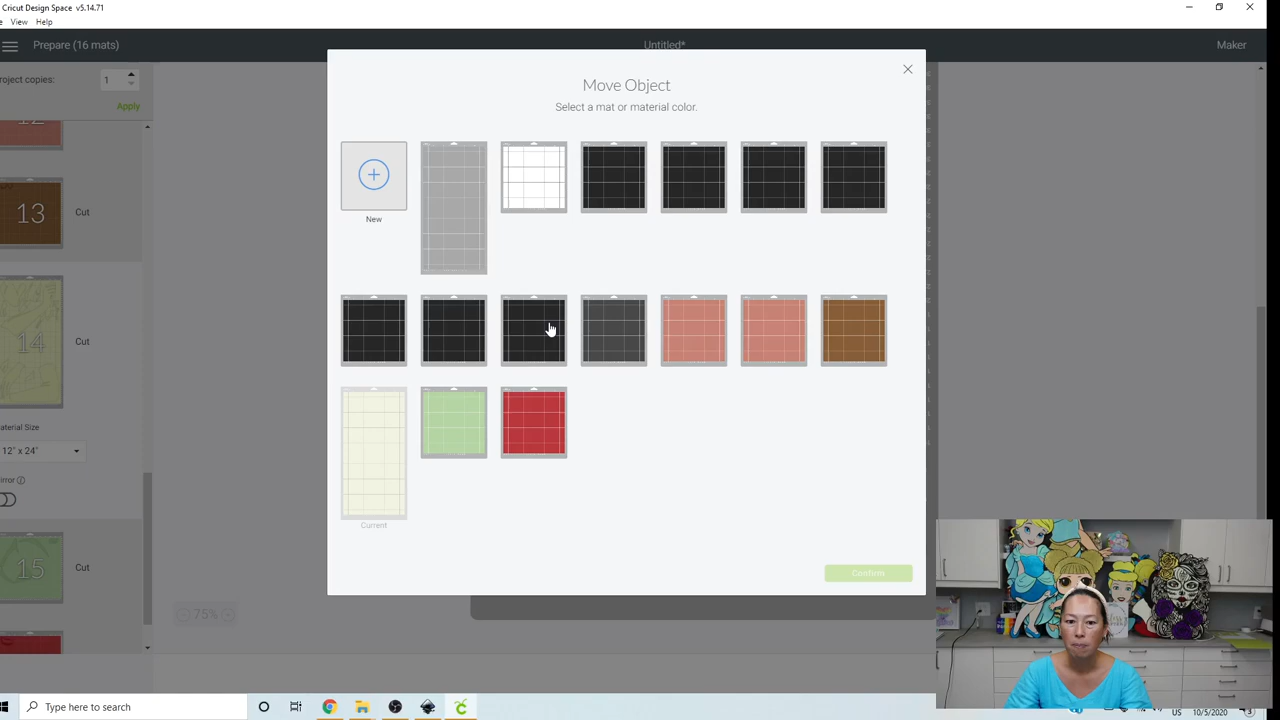 Cricut Design Space v5.14.71
View Help
Prepare (16 mats)
Untitled*
Maker
roject copies:
1
Apply
Move Object
Select a mat or material color.
New
13
Cut
14
Cut
aterial Size
12" x 24"
irror
15
Cut
Current
Confirm
75%
Type here to search
US
10/5/2020